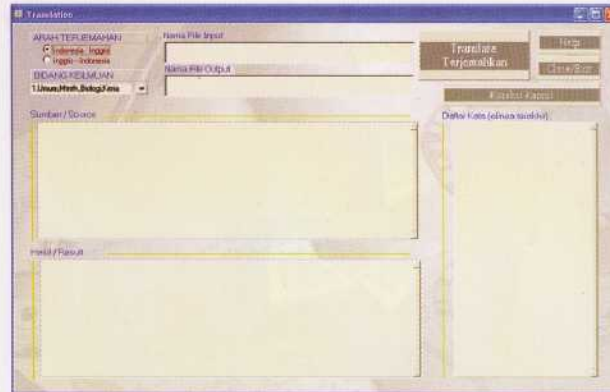 Translation
ARAH TERJEMAHAN
Indonesia - Inggris
Inggris - Indonesia
BIDANG KEILMUAN
1.Umum,Mtmtk,Biologi,Kimia
Nama File Input
Nama File Output
Translate
Terjemahkan
Help
Close/Exit
Sumber / Source
Daftar Kata (alinea terakhir)
Hasil / Result